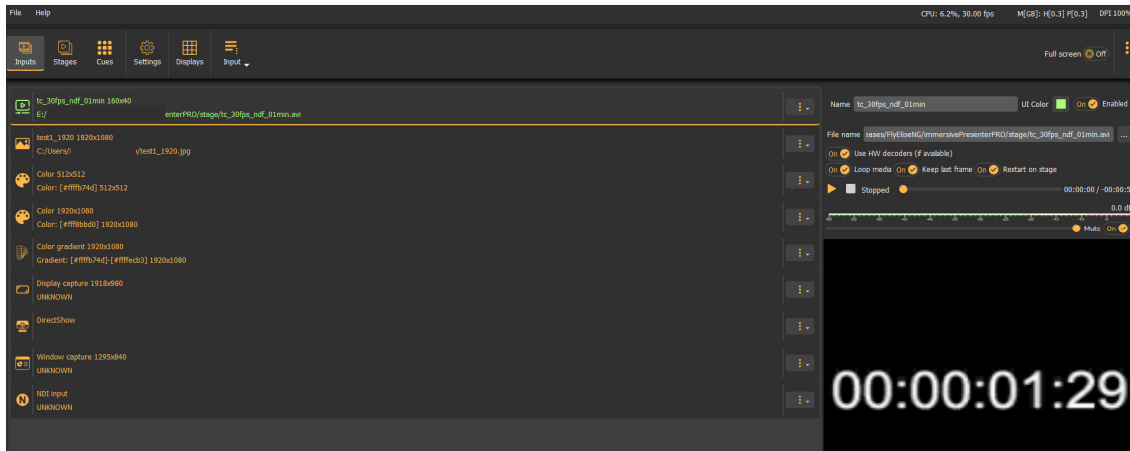 File Help CPU: 6.2%, 30.00 fps M[GB]: H[0.3] P[0.3] DPI 100%
Inputs Stages Cues Settings Displays Input Full screen Off
tc_30fps_ndf_01min 160x40
E:/ enterPRO/stage/tc_30fps_ndf_01min.avi
test1_1920 1920x1080
C:/Users/ /test1_1920.jpg
Color 512x512
Color: [#ffffb74d] 512x512
Color 1920x1080
Color: [#fff8bbd0] 1920x1080
Color gradient 1920x1080
Gradient: [#ffffb74d]-[#ffffecb3] 1920x1080
Display capture 1918x980
UNKNOWN
DirectShow
Window capture 1295x840
UNKNOWN
NDI input
UNKNOWN
Name tc_30fps_ndf_01min UI Color On Enabled
File name eases/FlyEliseNG/immersivePresenterPRO/stage/tc_30fps_ndf_01min.avi ...
On Use HW decoders (if available)
On Loop media On Keep last frame On Restart on stage
Stopped 00:00:00 / -00:00:5
0.0 d
Mute On
00:00:01:29